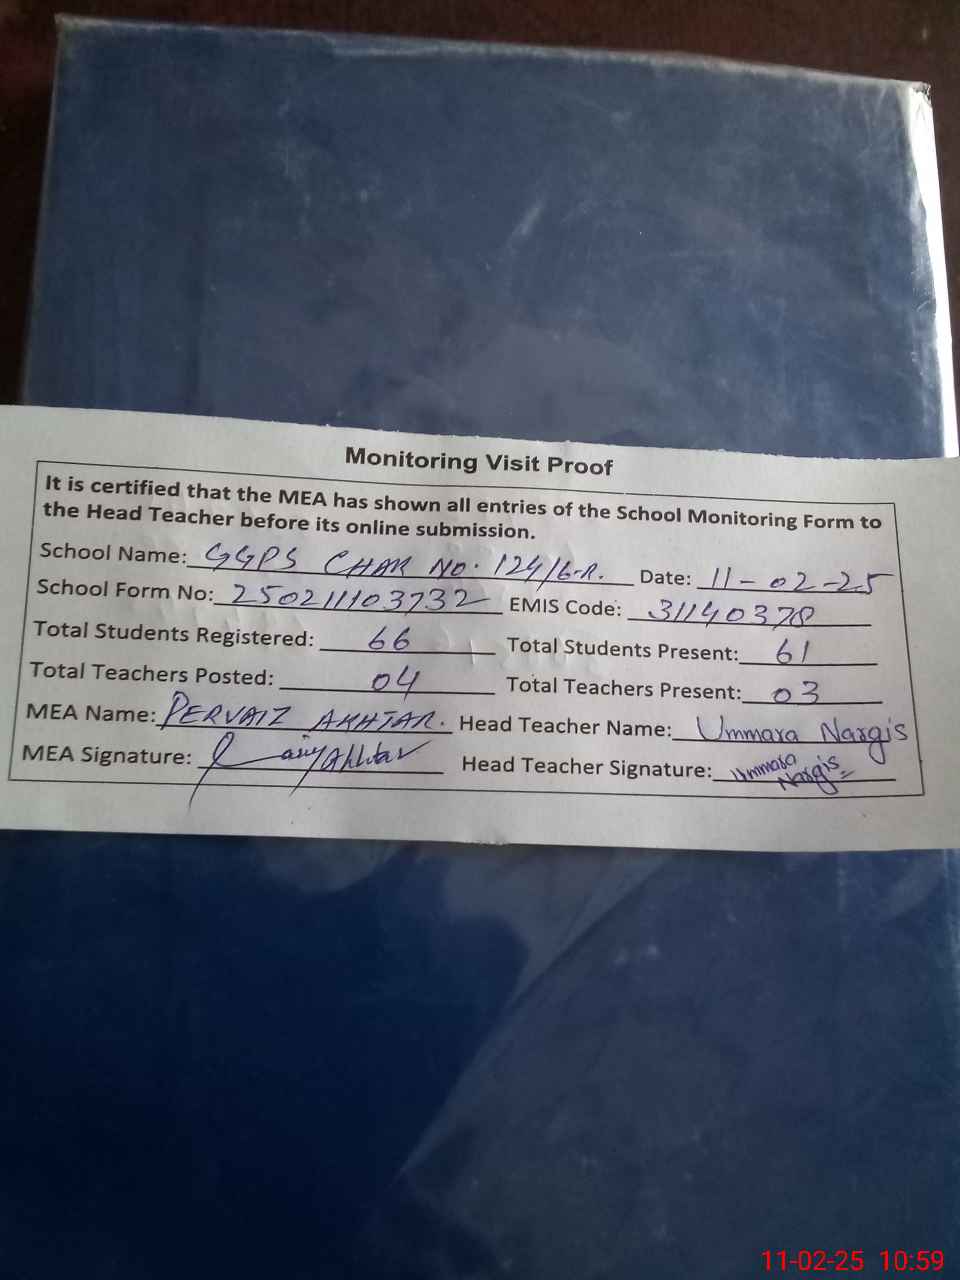 Monitoring Visit Proof
It is certified that the MEA has shown all entries of the School Monitoring Form to
the Head Teacher before its online submission.
School Name: GGPS CHAK NO. 124/6-R. Date: 11-02-25
School Form No: 250211103732 EMIS Code: 31140378
Total Students Registered: 66 Total Students Present: 61
Total Teachers Posted: 04 Total Teachers Present: 03
MEA Name: PERVAIZ AKHTAR. Head Teacher Name: Ummara Nargis
MEA Signature: Akhtar Head Teacher Signature: Ummara Nargis
11-02-25 10:59